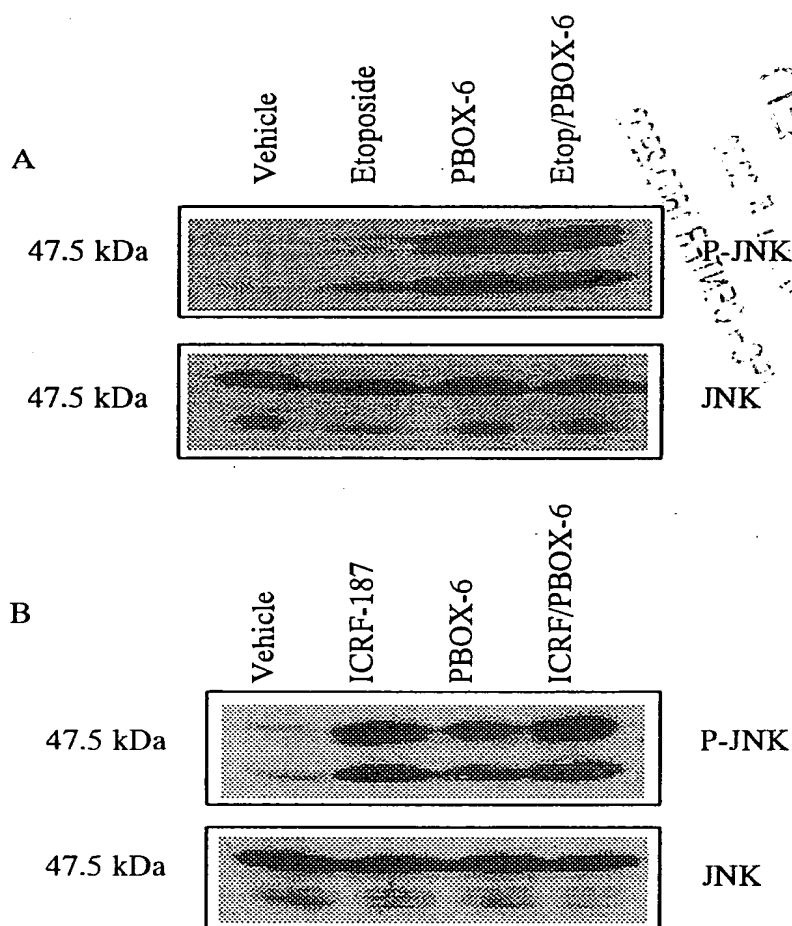 A
Vehicle
Etoposide
PBOX-6
Etop/PBOX-6
47.5 kDa
P-JNK
47.5 kDa
JNK
B
Vehicle
ICRF-187
PBOX-6
ICRF/PBOX-6
47.5 kDa
P-JNK
47.5 kDa
JNK